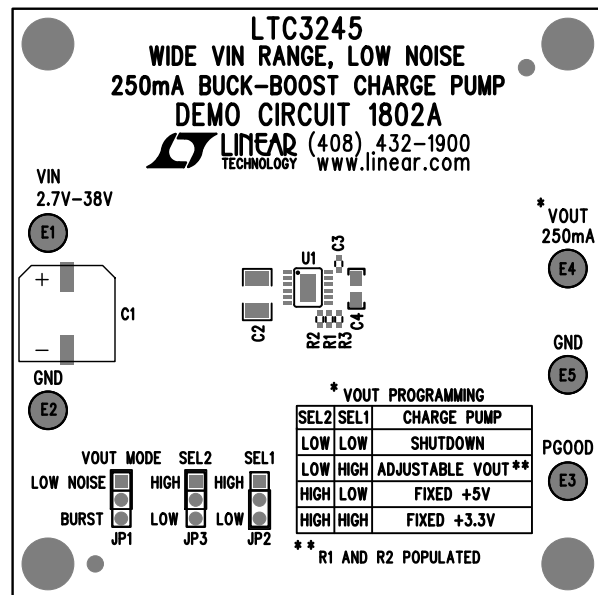 LTC3245
WIDE VIN RANGE, LOW NOISE
250mA BUCK-BOOST CHARGE PUMP
DEMO CIRCUIT 1802A
LINEAR TECHNOLOGY (408) 432-1900
www.linear.com
VIN
2.7V-38V
E1
+
-
C1
GND
E2
C2
U1
C3
C4
R2 R1 R3
* VOUT
250mA
E4
GND
E5
PGOOD
E3
* VOUT PROGRAMMING
SEL2 SEL1 CHARGE PUMP
LOW LOW SHUTDOWN
LOW HIGH ADJUSTABLE VOUT**
HIGH LOW FIXED +5V
HIGH HIGH FIXED +3.3V
** R1 AND R2 POPULATED
VOUT MODE SEL2 SEL1
LOW NOISE HIGH HIGH
BURST LOW LOW
JP1 JP3 JP2